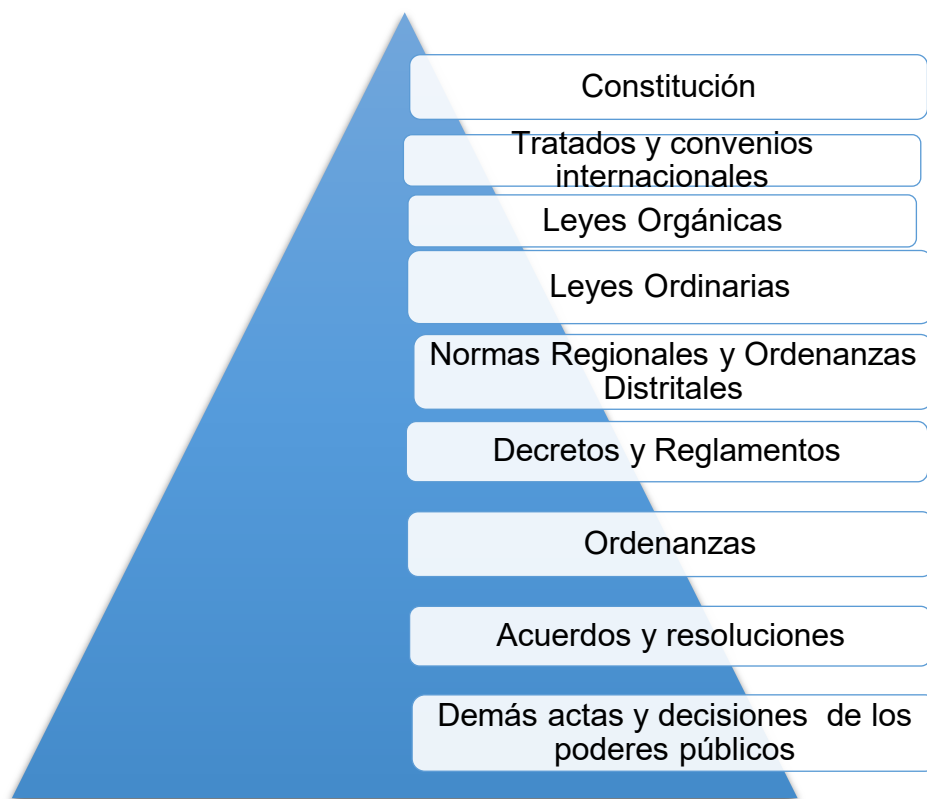 Constitución
Tratados y convenios
internacionales
Leyes Orgánicas
Leyes Ordinarias
Normas Regionales y Ordenanzas
Distritales
Decretos y Reglamentos
Ordenanzas
Acuerdos y resoluciones
Demás actas y decisiones  de los
poderes públicos